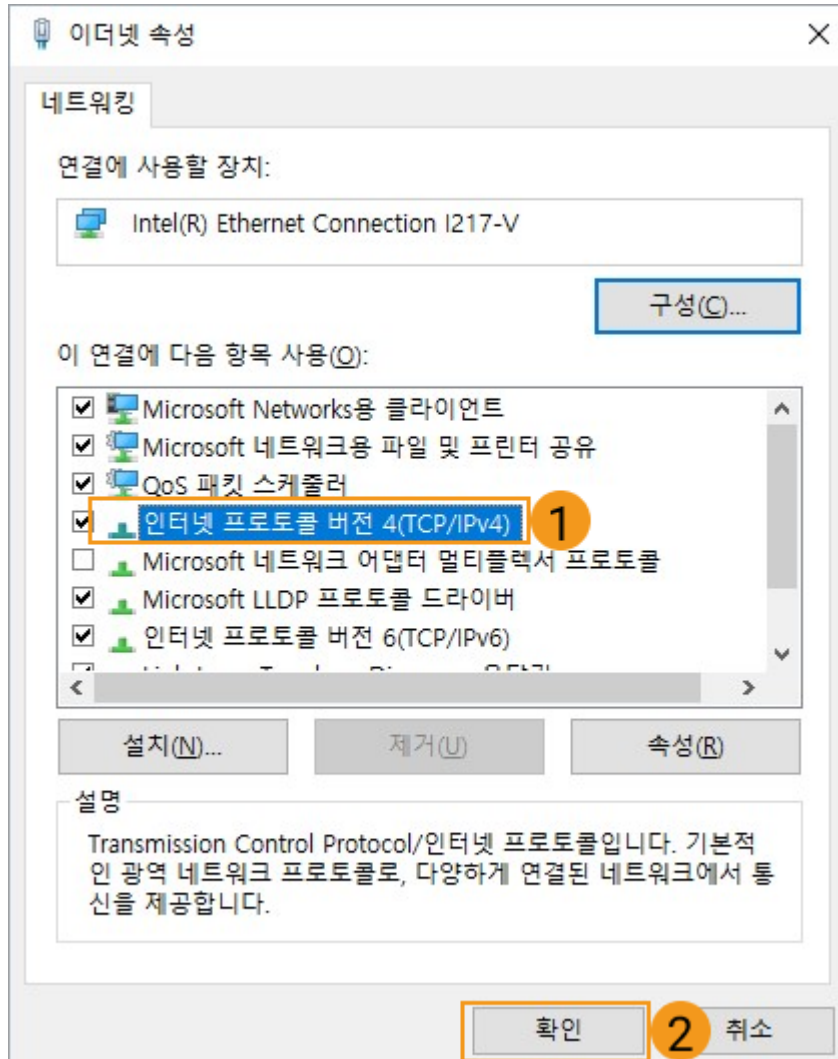 이더넷 속성
네트워킹
연결에 사용할 장치:
Intel(R) Ethernet Connection I217-V
구성(C)...
이 연결에 다음 항목 사용(O):
Microsoft Networks용 클라이언트
Microsoft 네트워크용 파일 및 프린터 공유
QoS 패킷 스케줄러
인터넷 프로토콜 버전 4(TCP/IPv4) 1
Microsoft 네트워크 어댑터 멀티플렉서 프로토콜
Microsoft LLDP 프로토콜 드라이버
인터넷 프로토콜 버전 6(TCP/IPv6)
설치(N)... 제거(U) 속성(R)
설명
Transmission Control Protocol/인터넷 프로토콜입니다. 기본적
인 광역 네트워크 프로토콜로, 다양하게 연결된 네트워크에서 통
신을 제공합니다.
확인 2 취소